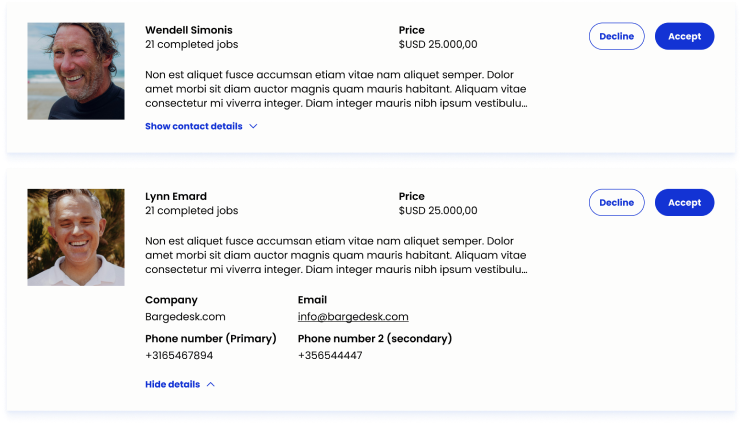 Wendell Simonis
21 completed jobs
Price
$USD 25.000,00
Decline
Accept
Non est aliquet fusce accumsan etiam vitae nam aliquet semper. Dolor
amet morbi sit diam auctor magnis quam mauris habitant. Aliquam vitae
consectetur mi viverra integer. Diam integer mauris nibh ipsum vestibulu...
Show contact details
Lynn Emard
21 completed jobs
Price
$USD 25.000,00
Decline
Accept
Non est aliquet fusce accumsan etiam vitae nam aliquet semper. Dolor
amet morbi sit diam auctor magnis quam mauris habitant. Aliquam vitae
consectetur mi viverra integer. Diam integer mauris nibh ipsum vestibulu...
Company
Bargedesk.com
Email
info@bargedesk.com
Phone number (Primary)
+3165467894
Phone number 2 (secondary)
+356544447
Hide details